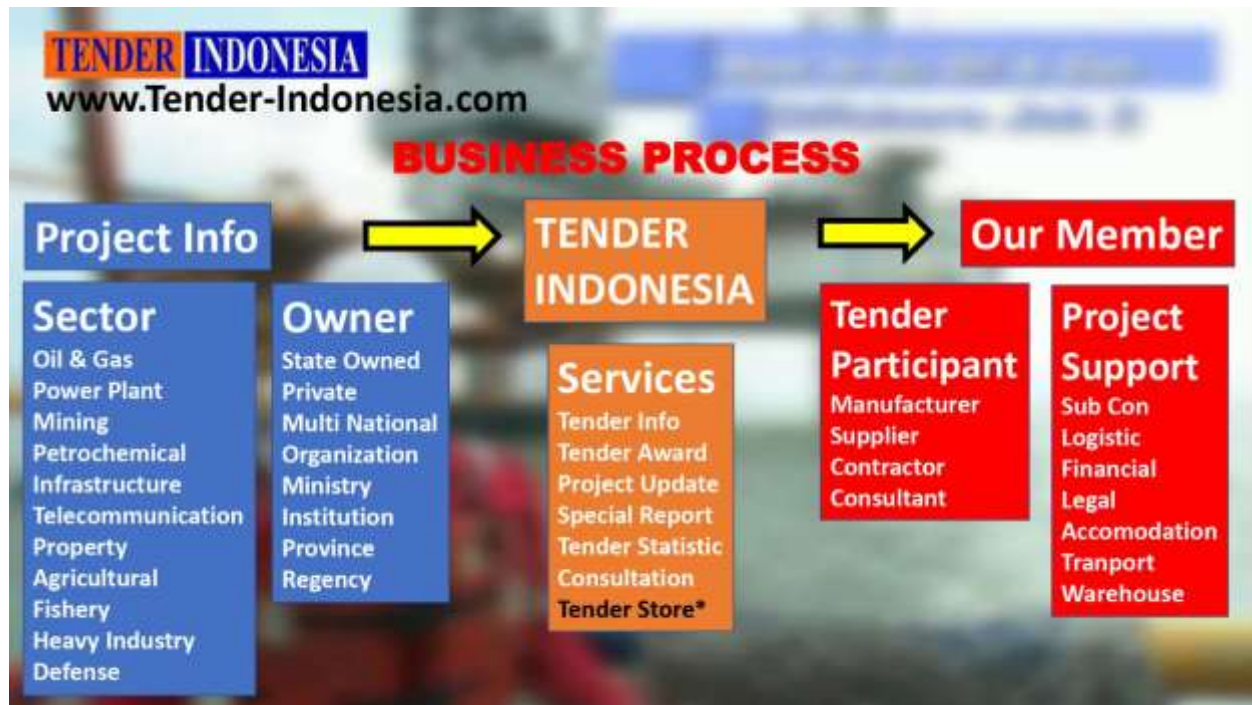 TENDER INDONESIA
www.Tender-Indonesia.com
BUSINESS PROCESS
Project Info
TENDER
INDONESIA
Our Member
Sector
Oil & Gas
Power Plant
Mining
Petrochemical
Infrastructure
Telecommunication
Property
Agricultural
Fishery
Heavy Industry
Defense
Owner
State Owned
Private
Multi National
Organization
Ministry
Institution
Province
Regency
Services
Tender Info
Tender Award
Project Update
Special Report
Tender Statistic
Consultation
Tender Store*
Tender
Participant
Manufacturer
Supplier
Contractor
Consultant
Project
Support
Sub Con
Logistic
Financial
Legal
Accomodation
Tranport
Warehouse